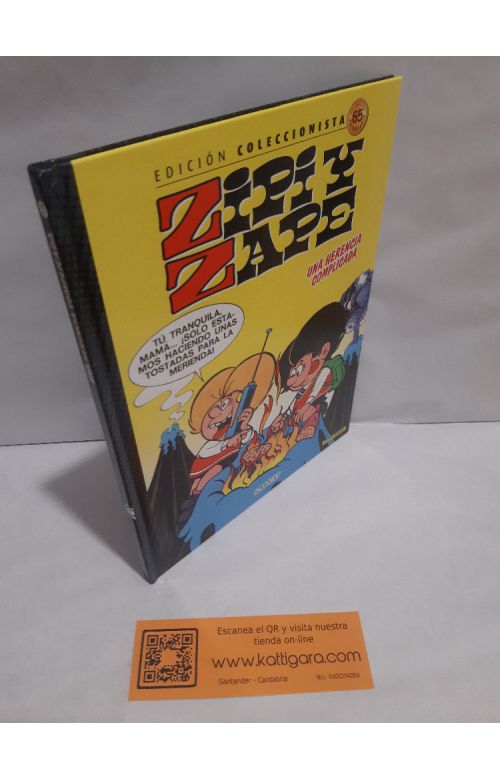 EDICIÓN COLECCIONISTA
65
ZIPI Y
ZAPE
UNA HERENCIA
COMPLICADA
TÚ, TRANQUILA,
MAMÁ... ¡SÓLO ESTA-
MOS HACIENDO UNAS
TOSTADAS PARA LA
MERIENDA!
Escanea el QR y visita nuestra
tienda on-line
www.kattigara.com
Santander - Cantabria